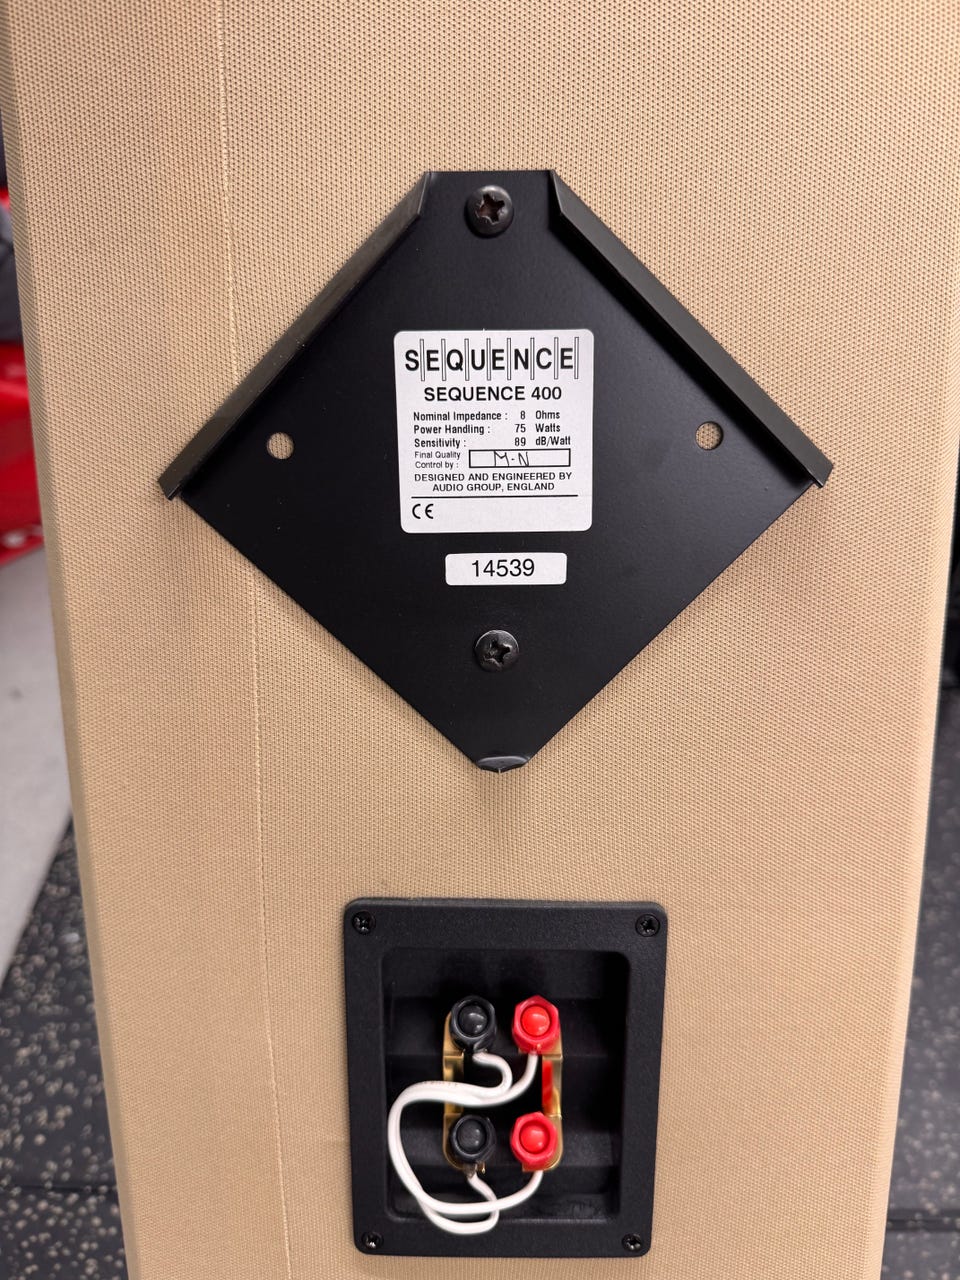 SEQUENCE
SEQUENCE 400
Nominal Impedance : 8 Ohms
Power Handling : 75 Watts
Sensitivity : 89 dB/Watt
Final Quality
Control by : M-N
DESIGNED AND ENGINEERED BY
AUDIO GROUP, ENGLAND
CE
14539